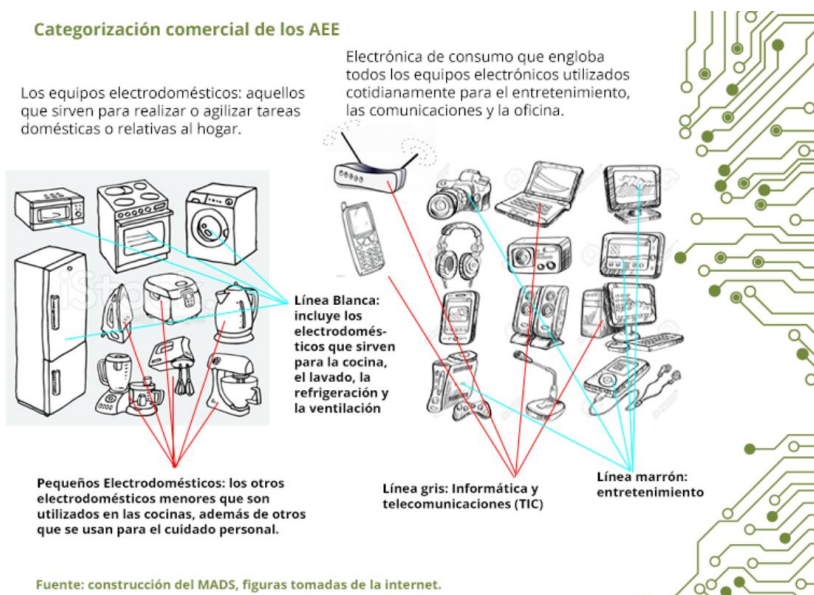 Categorización comercial de los AEE
Los equipos electrodomésticos: aquellos
que sirven para realizar o agilizar tareas
domésticas o relativas al hogar.
Electrónica de consumo que engloba
todos los equipos electrónicos utilizados
cotidianamente para el entretenimiento,
las comunicaciones y la oficina.
Línea Blanca:
incluye los
electrodomés-
ticos que sirven
para la cocina,
el lavado, la
refrigeración y
la ventilación
Pequeños Electrodomésticos: los otros
electrodomésticos menores que son
utilizados en las cocinas, además de otros
que se usan para el cuidado personal.
Línea gris: Informática y
telecomunicaciones (TIC)
Línea marrón:
entretenimiento
Fuente: construcción del MADS, figuras tomadas de la internet.